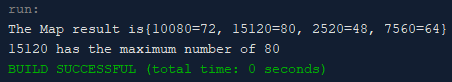 run:
The Map result is{10080=72, 15120=80, 2520=48, 7560=64}
15120 has the maximum number of 80
BUILD SUCCESSFUL (total time: 0 seconds)